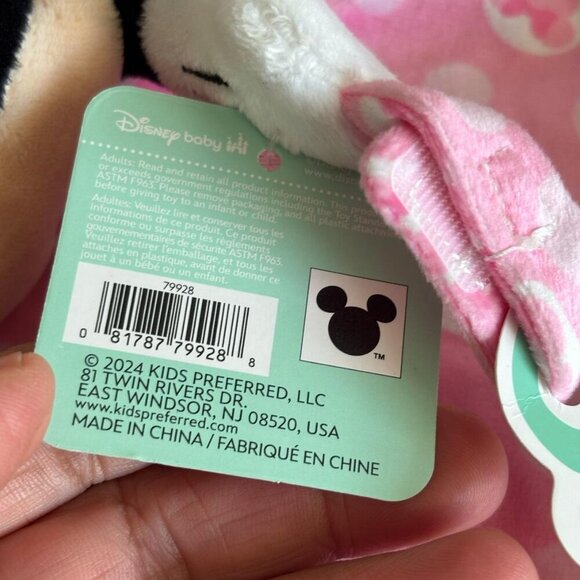 Disney baby
Adults: Read and retain all product information. This product meets
or exceeds government regulations including the Toy Standard
ASTM F963. Please remove packaging, and all plastic attachments
before giving toy to an infant or child.
Adultes: Veuillez lire et conserver tous les
informations de ce produit. Ce produit
conforme ou surpasse les règlements
gouvernementales de sécurité ASTM F963.
Veuillez retirer l'emballage, et tous les
attaches en plastique, avant de donner ce
jouet à un bébé ou un enfant.
79928
0 81787 79928 8
TM
© 2024 KIDS PREFERRED, LLC
81 TWIN RIVERS DR.
EAST WINDSOR, NJ 08520, USA
www.kidspreferred.com
MADE IN CHINA / FABRIQUÉ EN CHINE